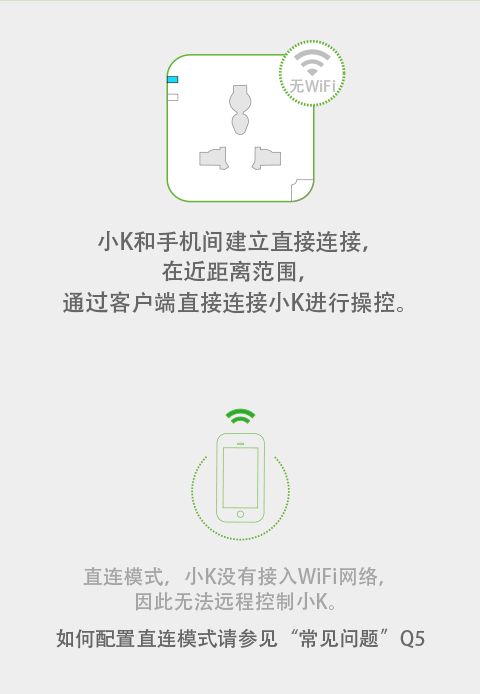 无WiFi
小K和手机间建立直接连接，
在近距离范围，
通过客户端直接连接小K进行操控。
直连模式，小K没有接入WiFi网络，
因此无法远程控制小K。
如何配置直连模式请参见“常见问题”Q5